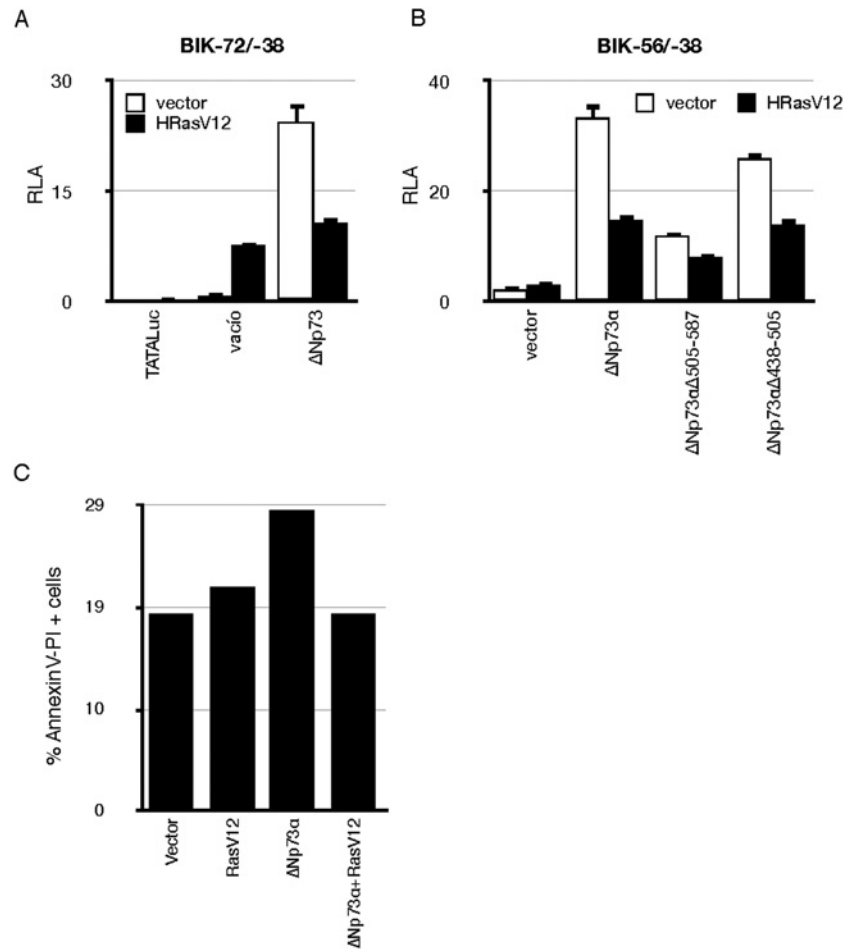 A
BIK-72/-38
30
15
0
RLA
vector
HRasV12
TATALuc
vacío
ΔNp73
B
BIK-56/-38
40
20
0
RLA
vector
HRasV12
vector
ΔNp73α
ΔNp73αΔ505-587
ΔNp73αΔ438-505
C
29
19
10
0
% AnnexinV-PI + cells
Vector
RasV12
ΔNp73α
ΔNp73α+RasV12